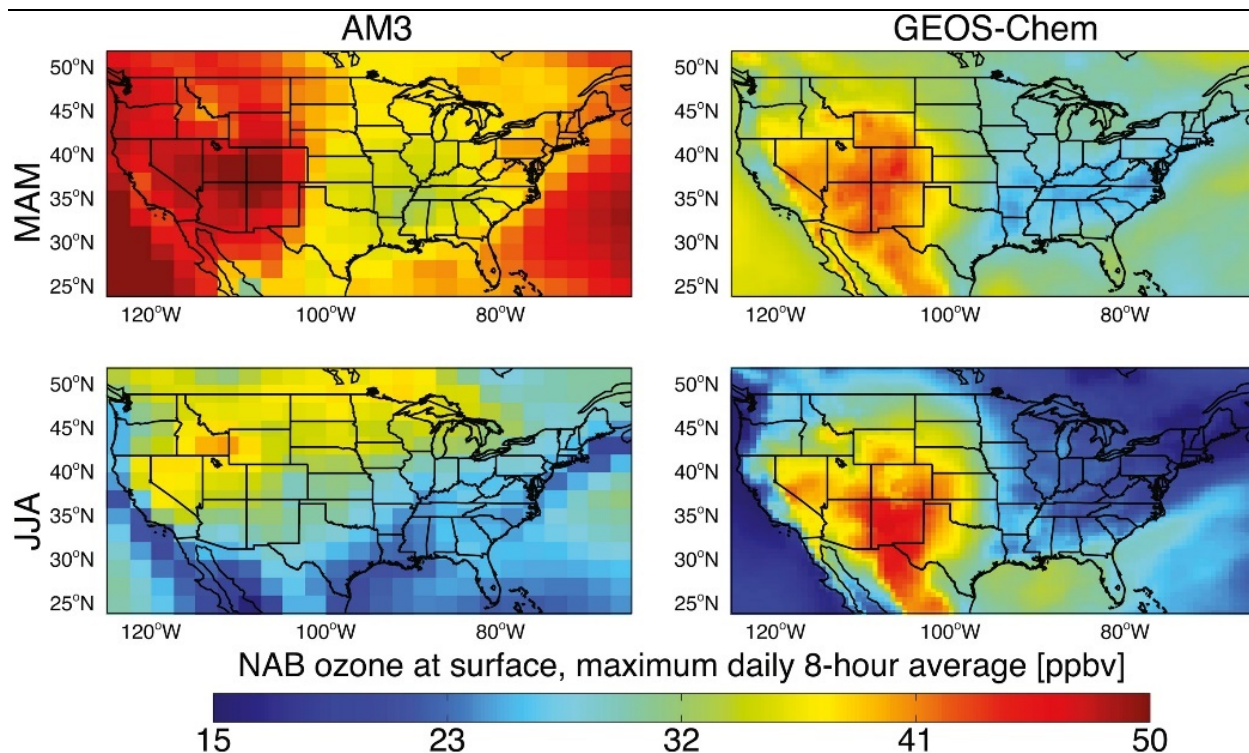 AM3 GEOS-Chem
MAM
50°N 50°N
45°N 45°N
40°N 40°N
35°N 35°N
30°N 30°N
25°N 25°N
120°W 100°W 80°W 120°W 100°W 80°W
JJA
50°N 50°N
45°N 45°N
40°N 40°N
35°N 35°N
30°N 30°N
25°N 25°N
120°W 100°W 80°W 120°W 100°W 80°W
NAB ozone at surface, maximum daily 8-hour average [ppbv]
15 23 32 41 50